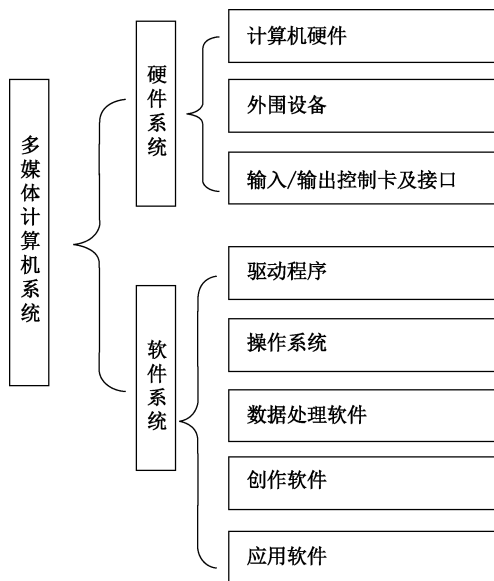 多媒体计算机系统
硬件系统
计算机硬件
外围设备
输入/输出控制卡及接口
软件系统
驱动程序
操作系统
数据处理软件
创作软件
应用软件